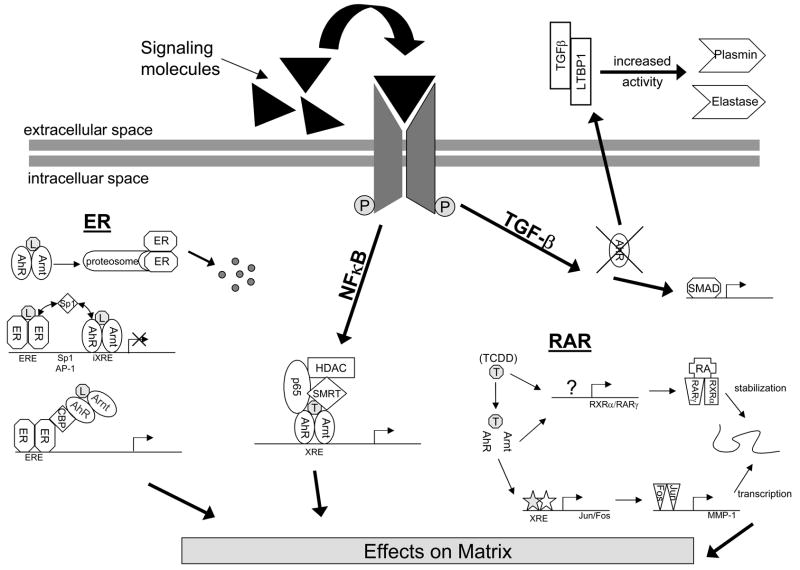 Signaling
molecules
TGFβ
LTBP1
increased
activity
Plasmin
Elastase
extracellular space
intracelluar space
P
P
ER
L
AhR
Arnt
proteosome
ER
ER
ER
L
ER
ER
Sp1
L
AhR
Arnt
ERE
Sp1
AP-1
iXRE
ER
ER
CBP
L
AhR
Arnt
ERE
NFκB
TGF-β
AhR
SMAD
HDAC
p65
SMRT
T
AhR
Arnt
XRE
RAR
(TCDD)
T
?
RXRα/RARγ
RA
RARγ
RXRα
stabilization
T
AhR
Arnt
XRE
Jun/Fos
Fos
Jun
MMP-1
transcription
Effects on Matrix